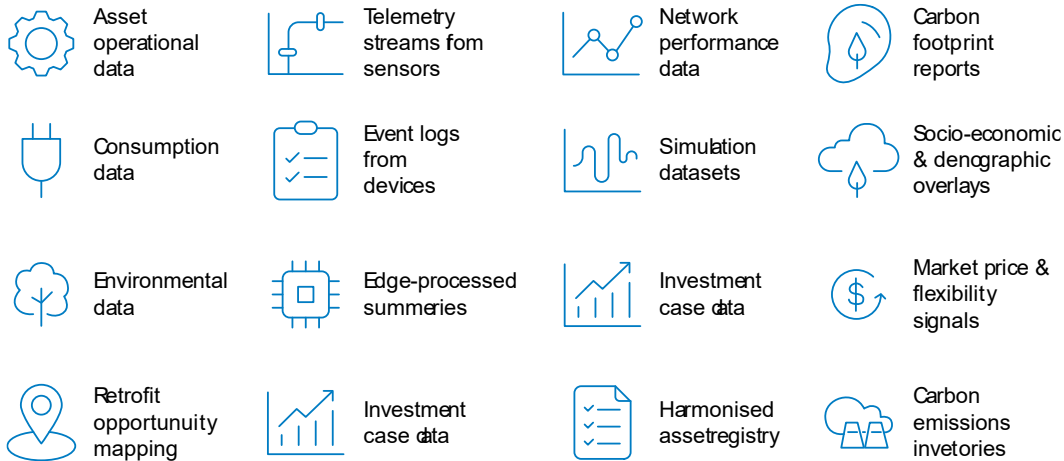 Asset
operational
data
Telemetry
streams fom
sensors
Network
performance
data
Carbon
footprint
reports
Consumption
data
Event logs
from
devices
Simulation
datasets
Socio-economic
& denographic
overlays
Environmental
data
Edge-processed
summeries
Investment
case data
Market price &
flexibility
signals
Retrofit
opportunity
mapping
Investment
case data
Harmonised
assetregistry
Carbon
emissions
invetories